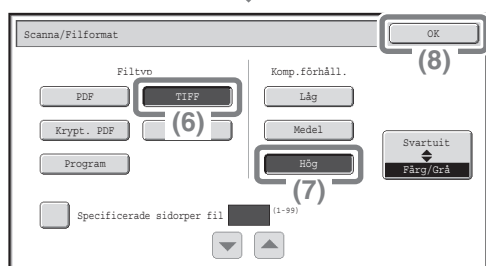 Scanna/Filformat
OK
(8)
Filtyp
Komp.förhåll.
PDF
TIFF
Låg
(6)
Krypt. PDF
Medel
Svartuit
Färg/Grå
Program
Hög
(7)
Specificerade sidorper fil
(1-99)